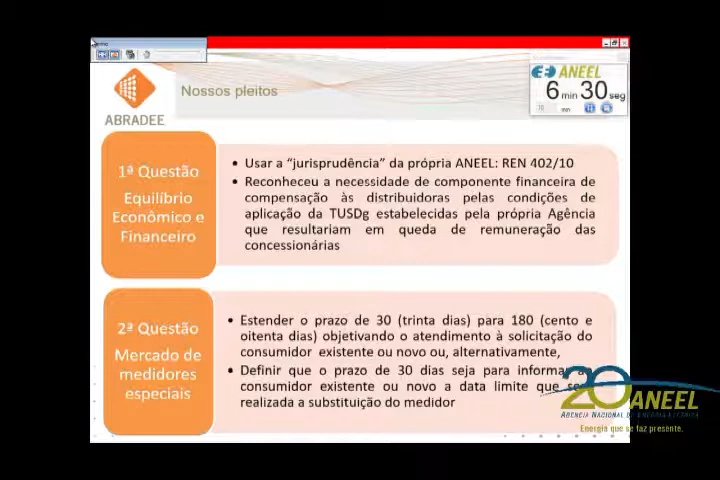 Nossos pleitos
ABRADEE
ANEEL
6 min 30 seg
10 min
1ª Questão
Equilíbrio
Econômico e
Financeiro
• Usar a “jurisprudência” da própria ANEEL: REN 402/10
• Reconheceu a necessidade de componente financeira de
compensação às distribuidoras pelas condições de
aplicação da TUSDg estabelecidas pela própria Agência
que resultariam em queda de remuneração das
concessionárias
2ª Questão
Mercado de
medidores
especiais
• Estender o prazo de 30 (trinta dias) para 180 (cento e
oitenta dias) objetivando o atendimento à solicitação do
consumidor existente ou novo ou, alternativamente,
• Definir que o prazo de 30 dias seja para informar
consumidor existente ou novo a data limite que
realizada a substituição do medidor
20 ANEEL
AGÊNCIA NACIONAL DE ENERGIA ELÉTRICA
Energia que se faz presente.